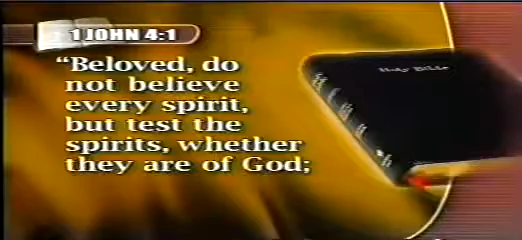 1 JOHN 4:1
“Beloved, do
not believe
every spirit,
but test the
spirits, whether
they are of God;
Holy Bible